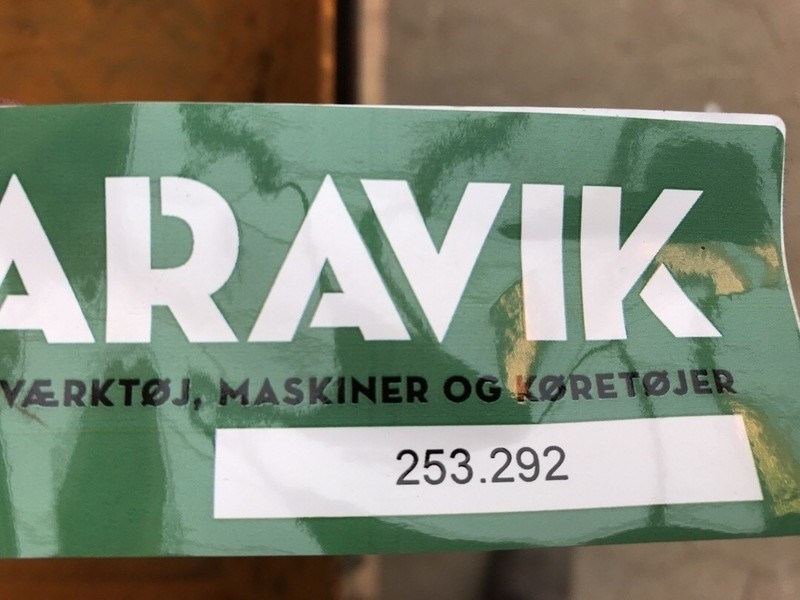 ARAVIK
VÆRKTØJ, MASKINER OG KØRETØJER
253.292